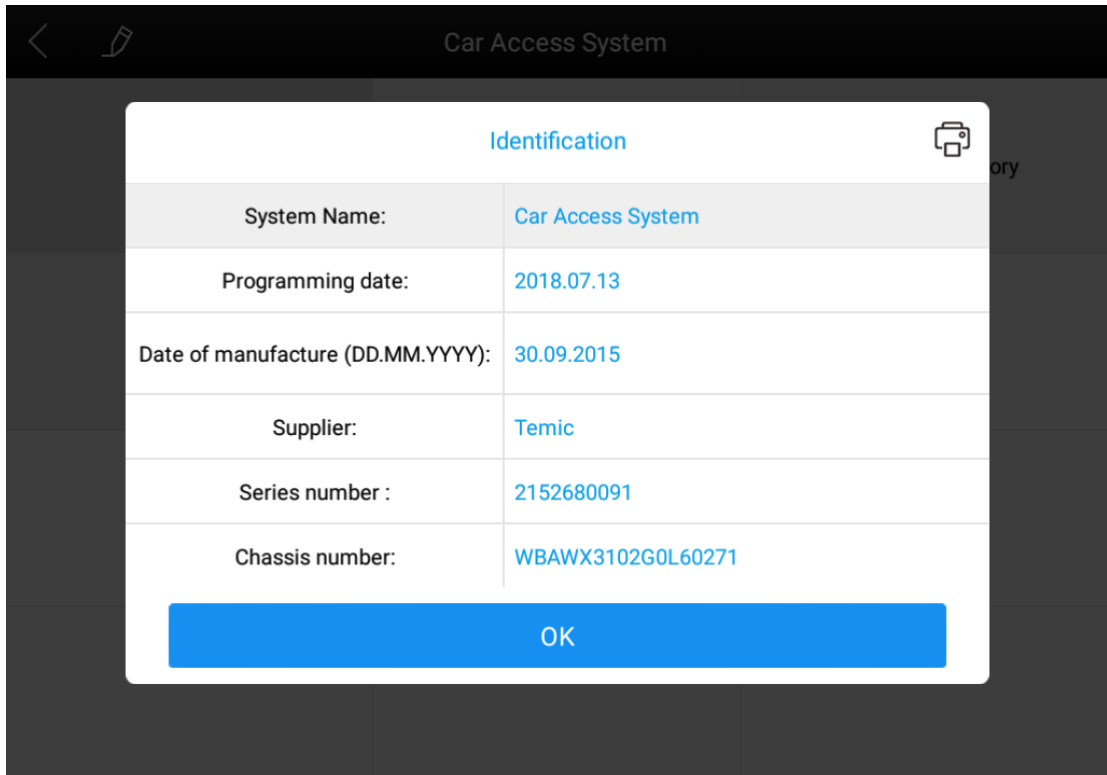 Car Access System
Identification
ory
System Name: Car Access System
Programming date: 2018.07.13
Date of manufacture (DD.MM.YYYY): 30.09.2015
Supplier: Temic
Series number : 2152680091
Chassis number: WBAWX3102G0L60271
OK